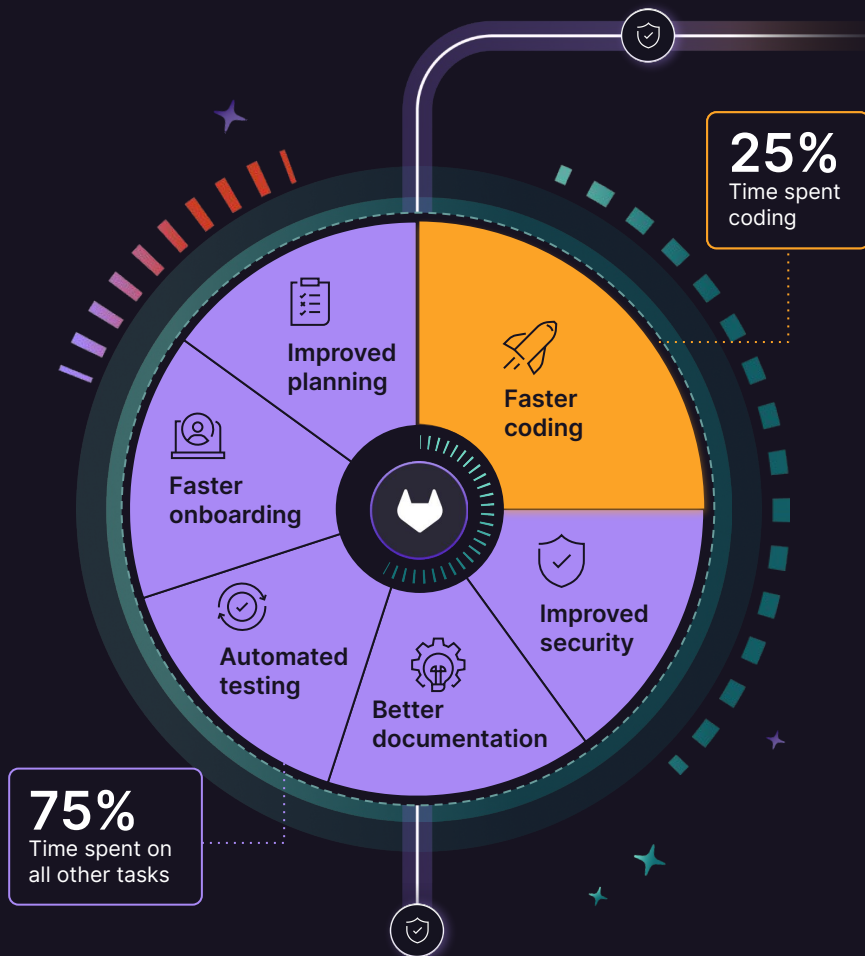 25%
Time spent
coding
Improved
planning
Faster
coding
Faster
onboarding
Improved
security
Automated
testing
Better
documentation
75%
Time spent on
all other tasks